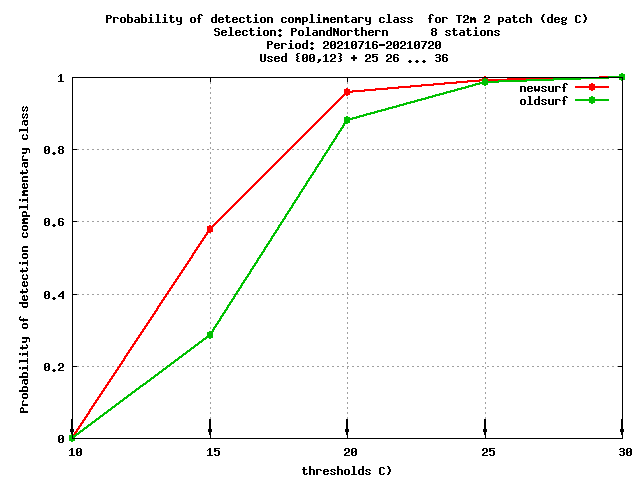 Probability of detection complimentary class  for T2m 2 patch (deg C)
Selection: PolandNorthern      8 stations
Period: 20210716-20210720
Used {00,12} + 25 26 ... 36
newsurf
oldsurf
Probability of detection complimentary class
1
0.8
0.6
0.4
0.2
0
10 15 20 25 30
thresholds C)